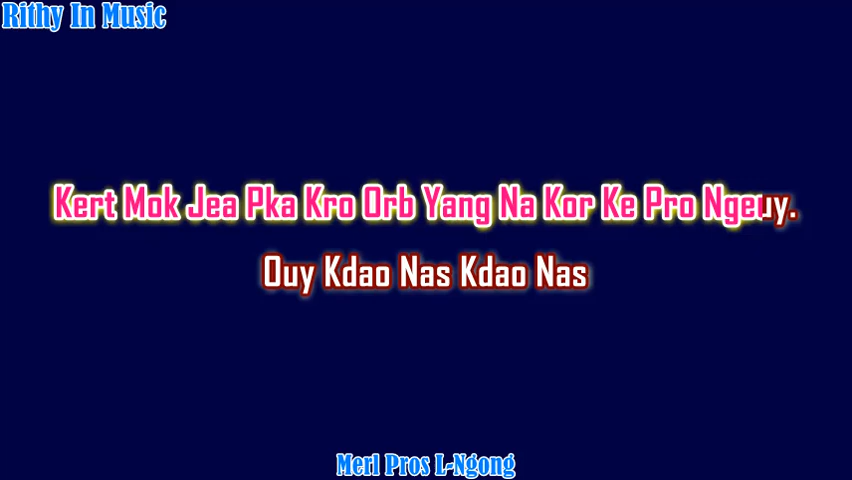 Rithy In Music
Kert Mok Jea Pka Kro Orb Yang Na Kor Ke Pro Ngeuy.
Ouy Kdao Nas Kdao Nas
Merl Pros L-Ngong